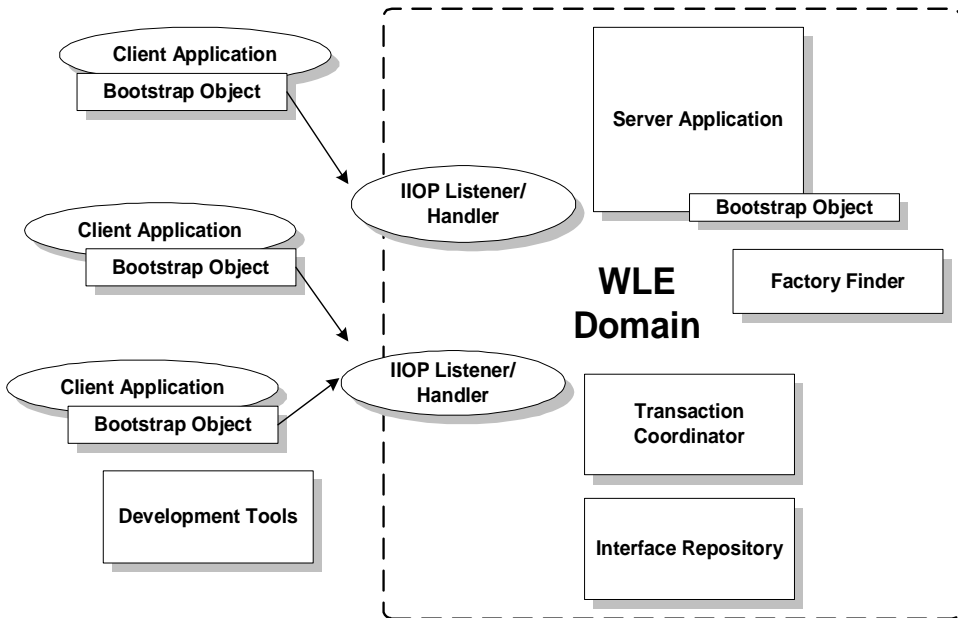 Client Application
Bootstrap Object
Server Application
IIOP Listener/
Handler
Bootstrap Object
Client Application
Bootstrap Object
Factory Finder
WLE
Domain
IIOP Listener/
Handler
Client Application
Bootstrap Object
Transaction
Coordinator
Development Tools
Interface Repository